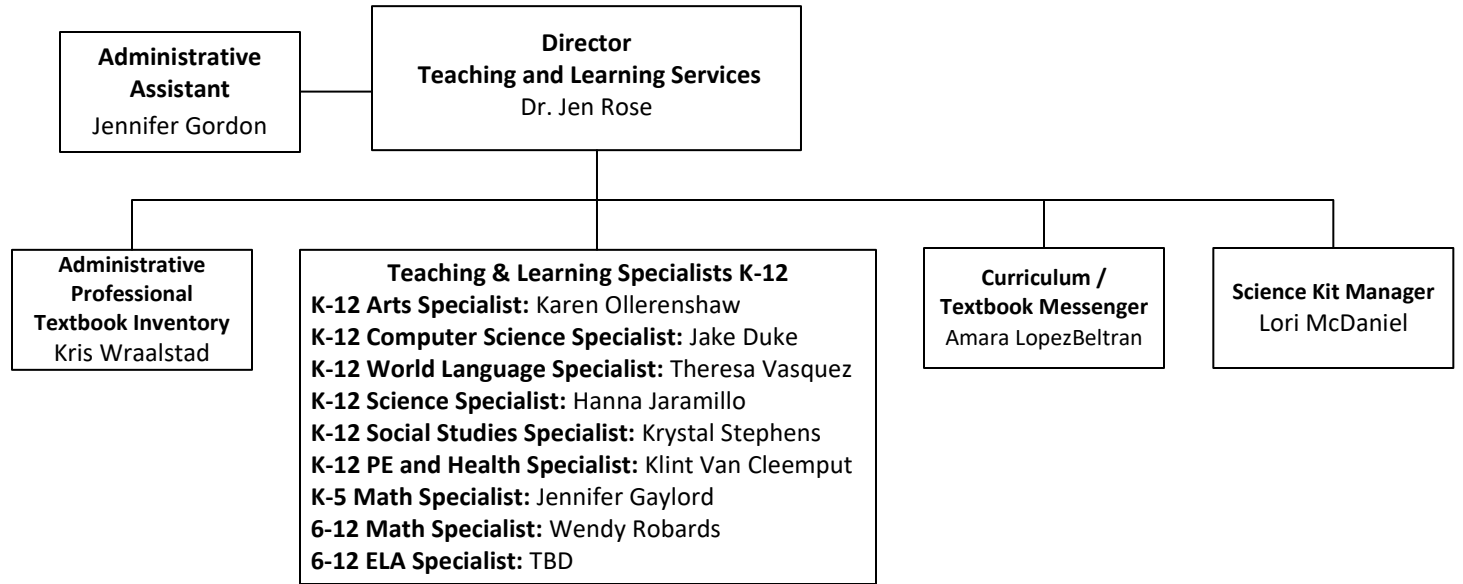 Administrative
Assistant
Jennifer Gordon
Director
Teaching and Learning Services
Dr. Jen Rose
Administrative
Professional
Textbook Inventory
Kris Wraalstad
Teaching & Learning Specialists K-12
K-12 Arts Specialist: Karen Ollerenshaw
K-12 Computer Science Specialist: Jake Duke
K-12 World Language Specialist: Theresa Vasquez
K-12 Science Specialist: Hanna Jaramillo
K-12 Social Studies Specialist: Krystal Stephens
K-12 PE and Health Specialist: Klint Van Cleemput
K-5 Math Specialist: Jennifer Gaylord
6-12 Math Specialist: Wendy Robards
6-12 ELA Specialist: TBD
Curriculum /
Textbook Messenger
Amara LopezBeltran
Science Kit Manager
Lori McDaniel